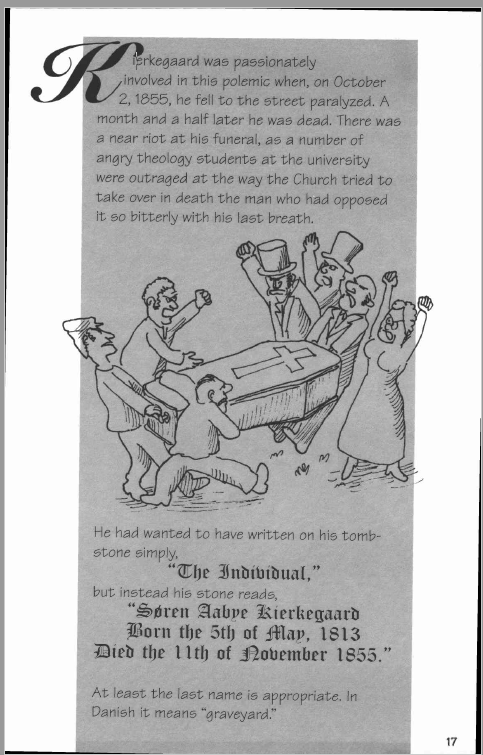 Kierkegaard was passionately
involved in this polemic when, on October
2, 1855, he fell to the street paralyzed. A
month and a half later he was dead. There was
a near riot at his funeral, as a number of
angry theology students at the university
were outraged at the way the Church tried to
take over in death the man who had opposed
it so bitterly with his last breath.
He had wanted to have written on his tomb-
stone simply,
"The Individual,"
but instead his stone reads,
"Søren Aabye Kierkegaard
Born the 5th of May, 1813
Died the 11th of November 1855."
At least the last name is appropriate. In
Danish it means "graveyard."
17